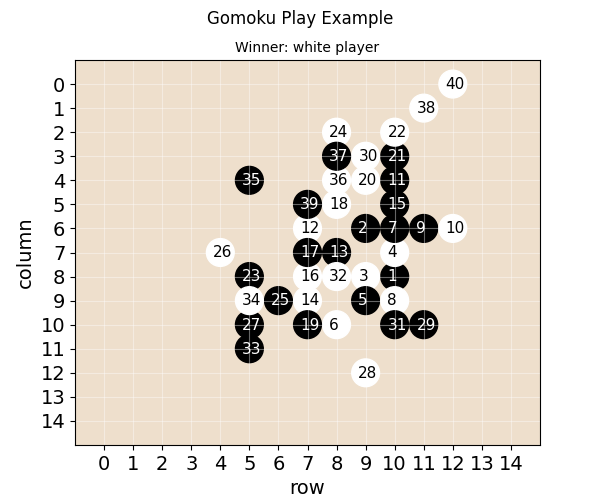 Gomoku Play Example
Winner: white player
0 40
1 38
2 24 22
3 37 30 21
4 35 36 20 11
5 39 18 15
6 12 2 7 9 10
7 26 17 13 4
8 23 16 32 3 1
9 34 25 14 5 8
10 27 19 6 31 29
11 33
12 28
13
14
column
0 1 2 3 4 5 6 7 8 9 10 11 12 13 14
row